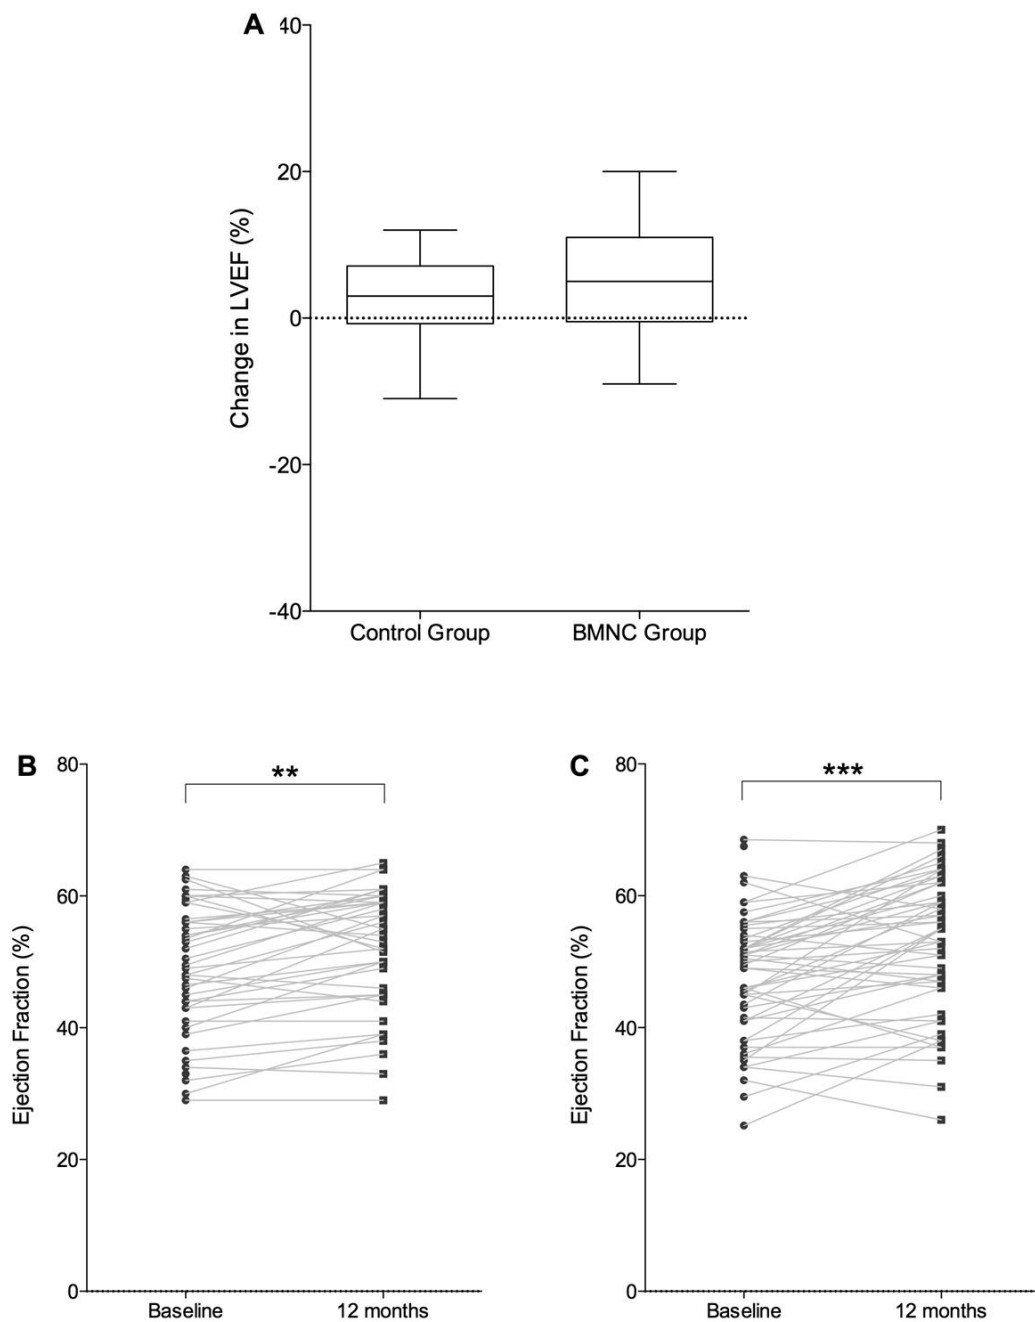 A
40
20
0
-20
-40
Change in LVEF (%)
Control Group BMNC Group
B
**
80
60
40
20
0
Ejection Fraction (%)
Baseline 12 months
C
***
80
60
40
20
0
Ejection Fraction (%)
Baseline 12 months